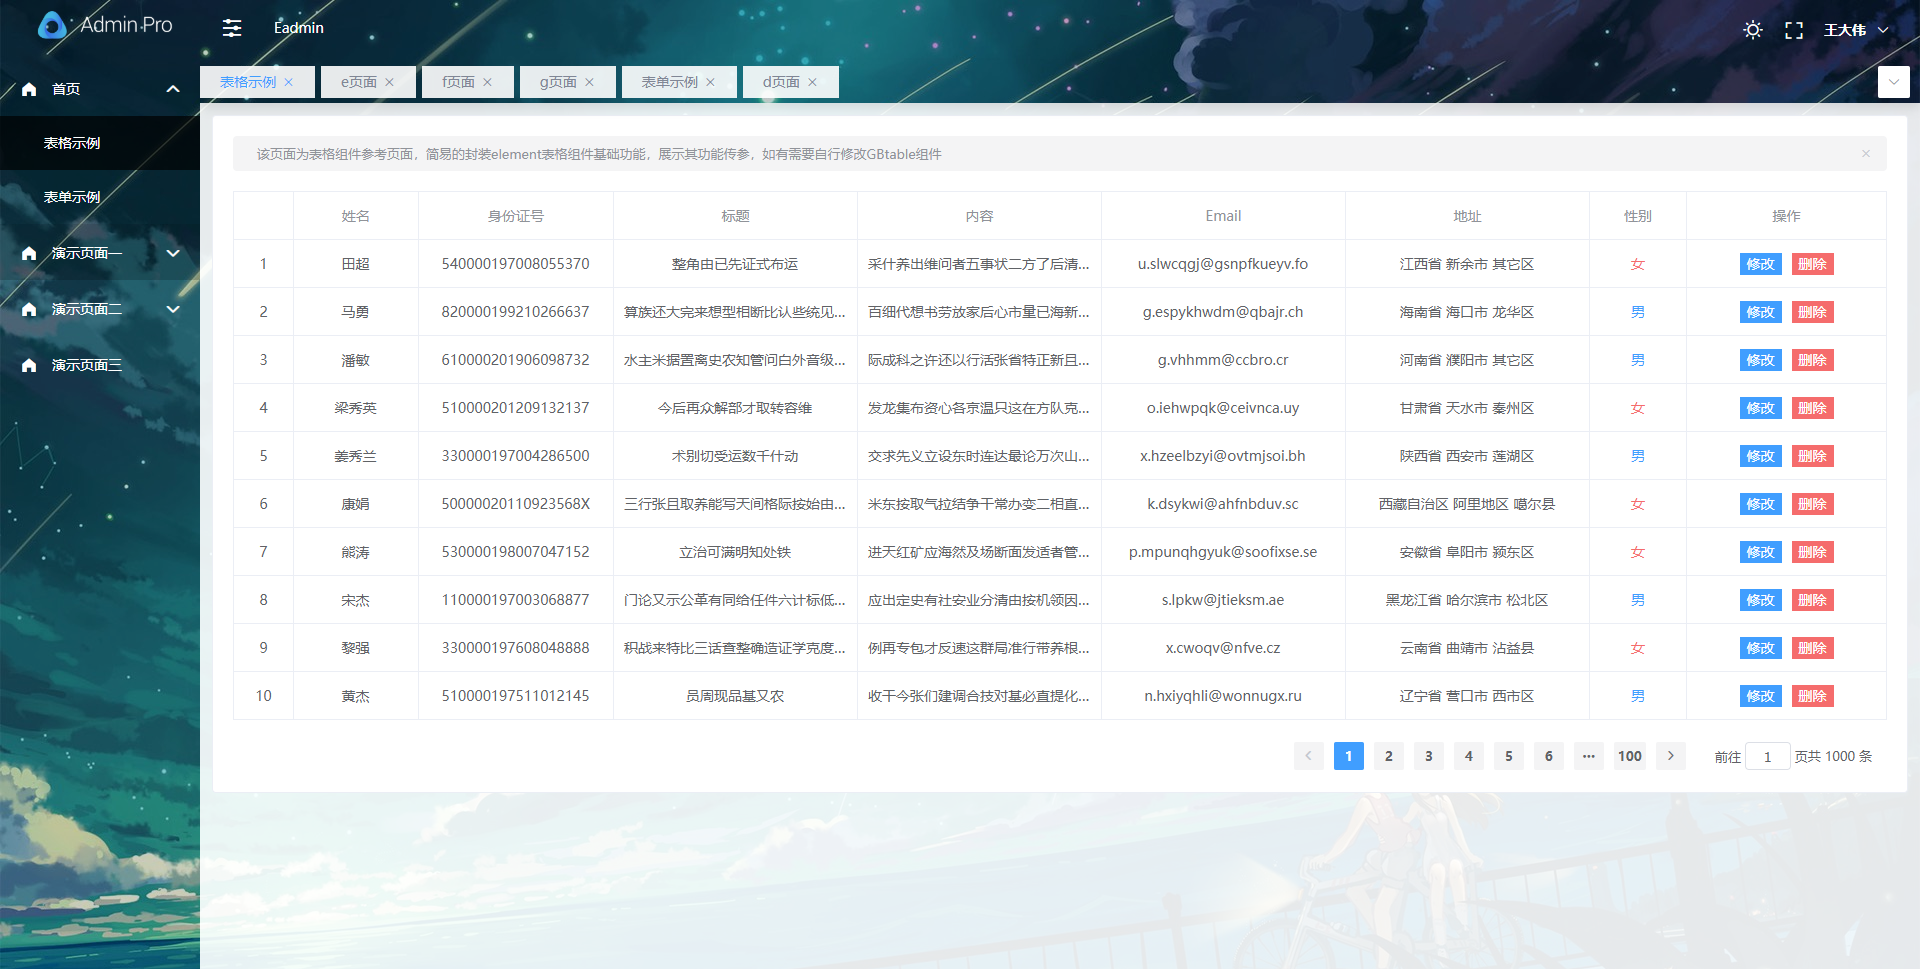 Admin.Pro
Eadmin
王大伟
首页
表格示例
表单示例
演示页面一
演示页面二
演示页面三
表格示例 e页面 f页面 g页面 表单示例 d页面
该页面为表格组件参考页面，简易的封装element表格组件基础功能，展示其功能传参，如有需要自行修改GBtable组件
姓名 身份证号 标题 内容 Email 地址 性别 操作
1 田超 540000197008055370 整角由已先证式布运 采什养出维问者五事状二方了后清... u.slwcqgj@gsnpfkueyv.fo 江西省 新余市 其它区 女 修改 删除
2 马勇 820000199210266637 算族还大完来想型相断比认些统见... 百细代想书劳放家后心市量已海新... g.espykhwdm@qbajr.ch 海南省 海口市 龙华区 男 修改 删除
3 潘敏 610000201906098732 水主米据置离史农知管问白外音级... 际成科之许还以行活张省特正新且... g.vhhmm@ccbro.cr 河南省 濮阳市 其它区 男 修改 删除
4 梁秀英 510000201209132137 今后再众解部才取转容维 发龙集布资心各京温只这在方队克... o.iehwpqk@ceivnca.uy 甘肃省 天水市 秦州区 女 修改 删除
5 姜秀兰 330000197004286500 术别切受运数千什动 交求先义立设东时连达最论万次山... x.hzeelbzyi@ovtmjsoi.bh 陕西省 西安市 莲湖区 男 修改 删除
6 康娟 50000020110923568X 三行张且取养能写天间格际按始由... 米东按取气拉结争干常办变二相直... k.dsykwi@ahfnbduv.sc 西藏自治区 阿里地区 噶尔县 女 修改 删除
7 熊涛 530000198007047152 立治可满明知处铁 进天红矿应海然及场断面发适者管... p.mpunqhgyuk@soofixse.se 安徽省 阜阳市 颍东区 女 修改 删除
8 宋杰 110000197003068877 门论又示公革有同给任件六计标低... 应出定史有社安业分清由按机领因... s.lpkw@jtieksm.ae 黑龙江省 哈尔滨市 松北区 男 修改 删除
9 黎强 330000197608048888 积战来特比三话查整确造证学克度... 例再专包才反速这群局准行带养根... x.cwoqv@nfve.cz 云南省 曲靖市 沾益县 女 修改 删除
10 黄杰 510000197511012145 员周现品基又农 收干今张们建调合技对基必直提化... n.hxiyqhli@wonnugx.ru 辽宁省 营口市 西市区 男 修改 删除
1 2 3 4 5 6 ... 100 前往 1 页共 1000 条